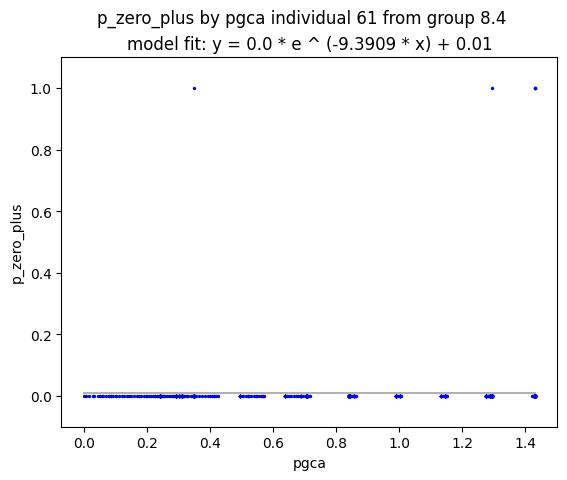 p_zero_plus by pgca individual 61 from group 8.4
model fit: y = 0.0 * e ^ (-9.3909 * x) + 0.01
1.0
0.8
0.6
0.4
0.2
0.0
p_zero_plus
0.0 0.2 0.4 0.6 0.8 1.0 1.2 1.4
pgca